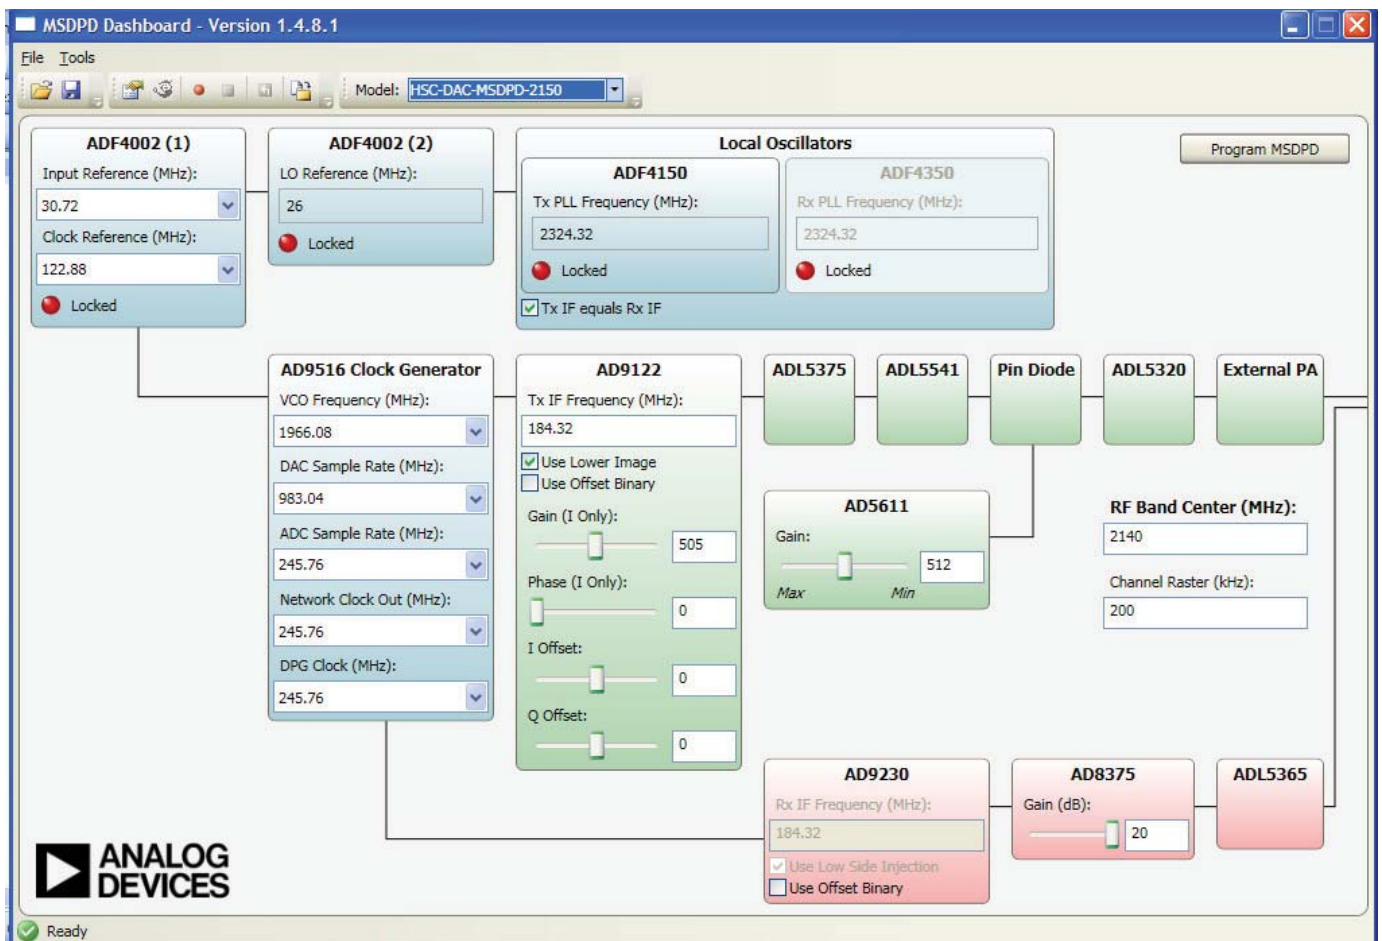 MSDPD Dashboard - Version 1.4.8.1
File Tools
Model: HSC-DAC-MSDPD-2150
Program MSDPD
ADF4002 (1)
Input Reference (MHz):
30.72
Clock Reference (MHz):
122.88
Locked
ADF4002 (2)
LO Reference (MHz):
26
Locked
Local Oscillators
ADF4150
Tx PLL Frequency (MHz):
2324.32
Locked
ADF4350
Rx PLL Frequency (MHz):
2324.32
Locked
Tx IF equals Rx IF
AD9516 Clock Generator
VCO Frequency (MHz):
1966.08
DAC Sample Rate (MHz):
983.04
ADC Sample Rate (MHz):
245.76
Network Clock Out (MHz):
245.76
DPG Clock (MHz):
245.76
AD9122
Tx IF Frequency (MHz):
184.32
Use Lower Image
Use Offset Binary
Gain (I Only):
505
Phase (I Only):
0
I Offset:
0
Q Offset:
0
ADL5375
ADL5541
Pin Diode
ADL5320
External PA
AD5611
Gain:
512
Max Min
RF Band Center (MHz):
2140
Channel Raster (kHz):
200
AD9230
Rx IF Frequency (MHz):
184.32
Use Low Side Injection
Use Offset Binary
AD8375
Gain (dB):
20
ADL5365
ANALOG
DEVICES
Ready